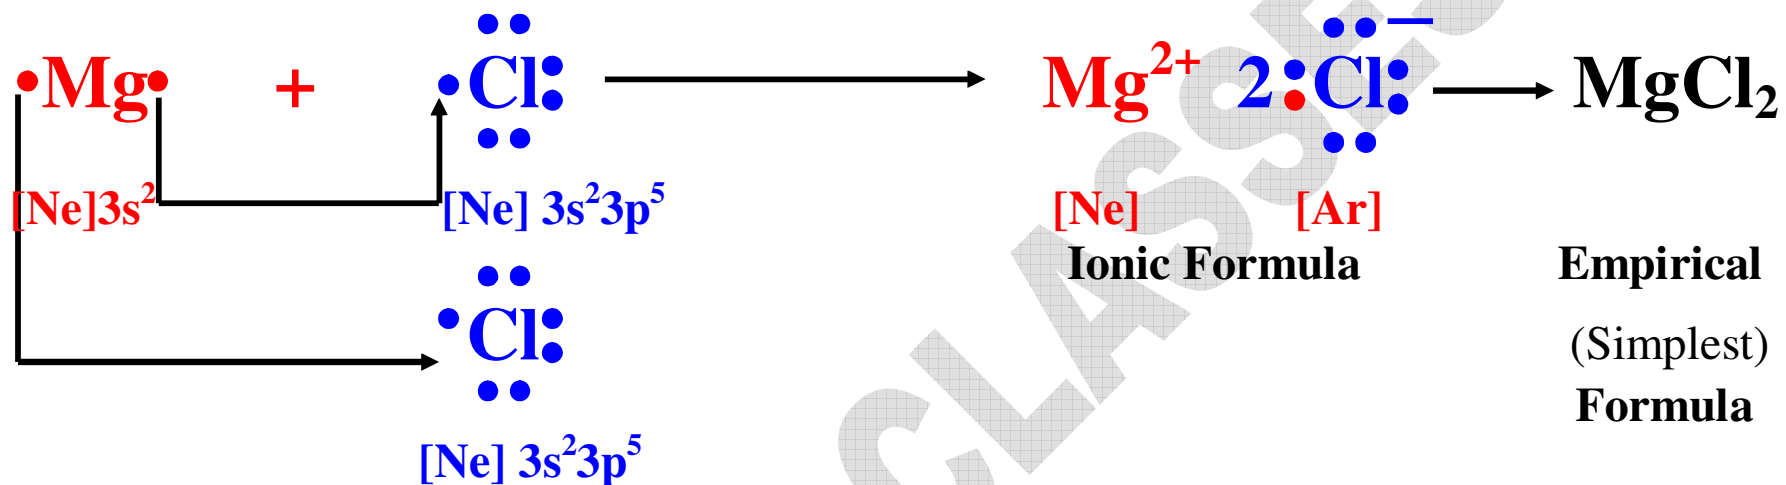 Mg + Cl Mg²⁺ 2 Cl⁻ MgCl₂
[Ne]3s² [Ne] 3s²3p⁵ [Ne] [Ar]
Ionic Formula Empirical
Cl (Simplest)
Formula
[Ne] 3s²3p⁵
CLASSES